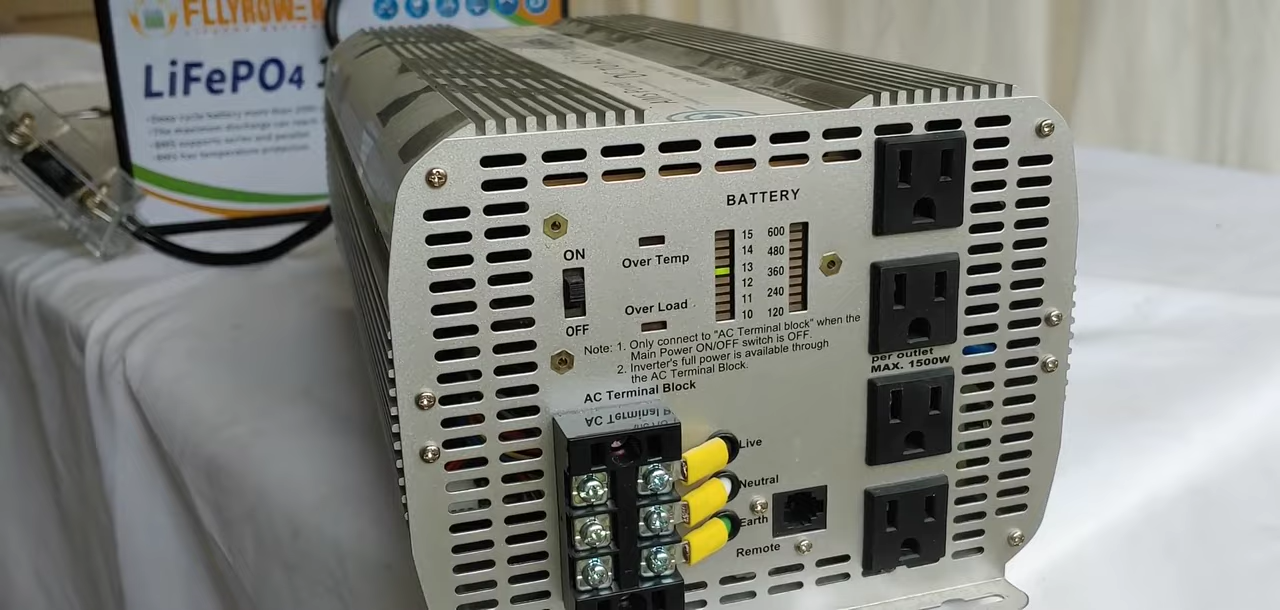 FLLYROWER
LiFePO4
BATTERY
ON
OFF
Over Temp
Over Load
15 600
14 480
13 360
12
11 240
10 120
Note: 1. Only connect to "AC Terminal block" when the
Main Power ON/OFF switch is OFF.
2. Inverter's full power is available through
the AC Terminal Block.
per outlet
MAX. 1500W
AC Terminal Block
Live
Neutral
Earth
Remote